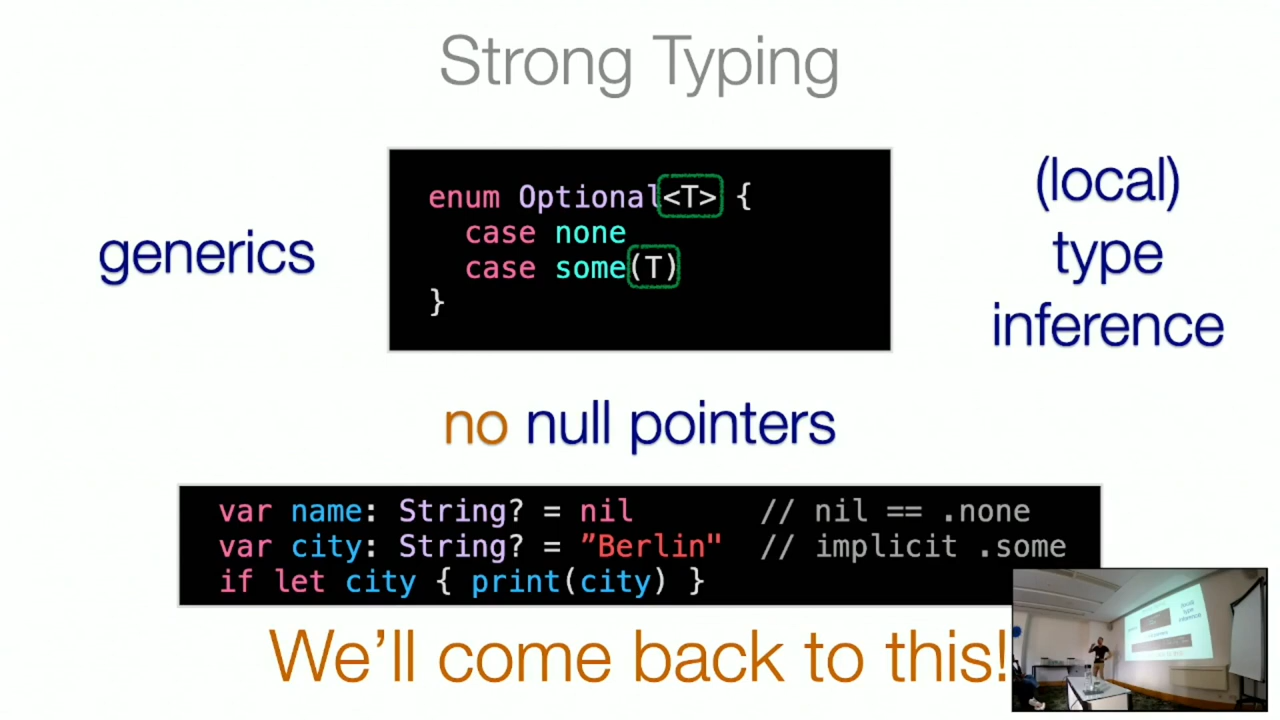 Strong Typing
generics
enum Optional<T> {
case none
case some(T)
}
(local)
type
inference
no null pointers
var name: String? = nil // nil == .none
var city: String? = ”Berlin" // implicit .some
if let city { print(city) }
We’ll come back to this!